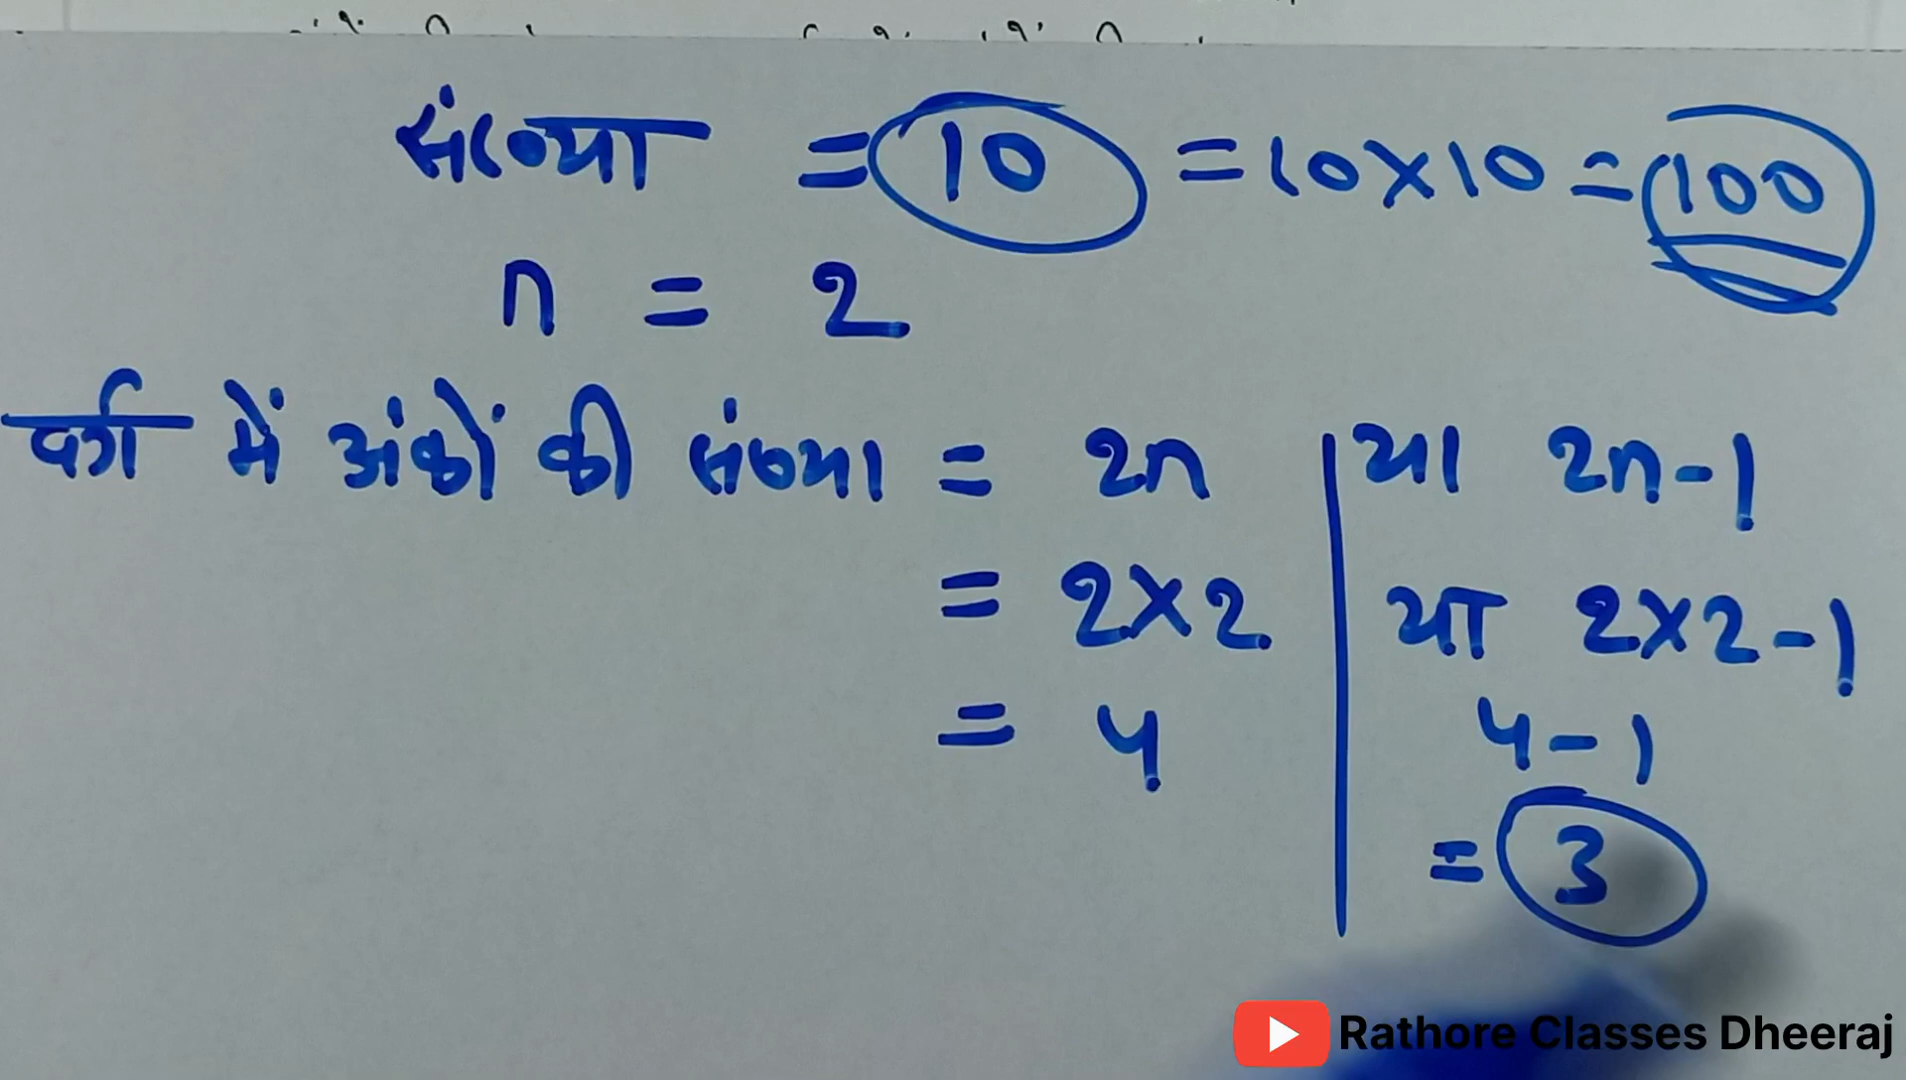 संख्या = 10 = 10×10 = 100
n = 2
वर्ग में अंकों की संख्या = 2n | या 2n-1
= 2×2 | या 2×2-1
= 4 | 4-1
= 3
Rathore Classes Dheeraj